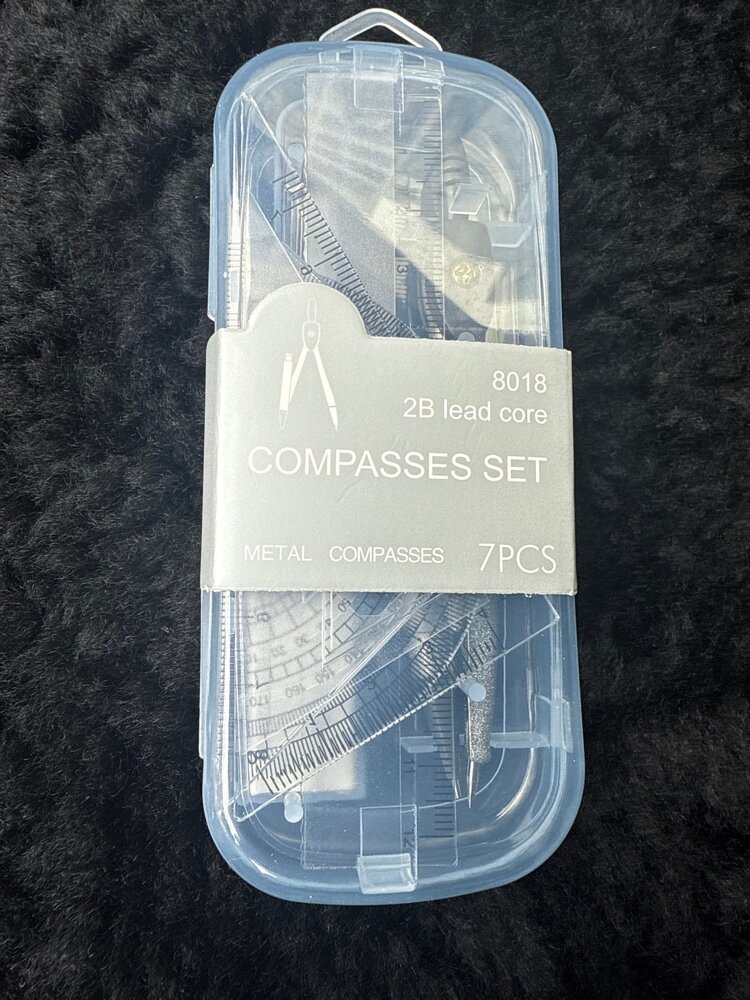 8018
2B lead core
COMPASSES SET
METAL COMPASSES 7PCS